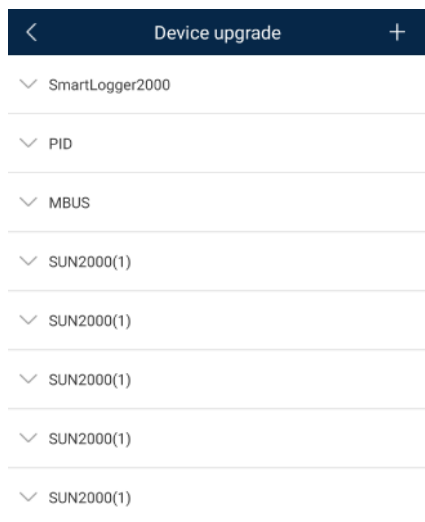 Device upgrade
SmartLogger2000
PID
MBUS
SUN2000(1)
SUN2000(1)
SUN2000(1)
SUN2000(1)
SUN2000(1)